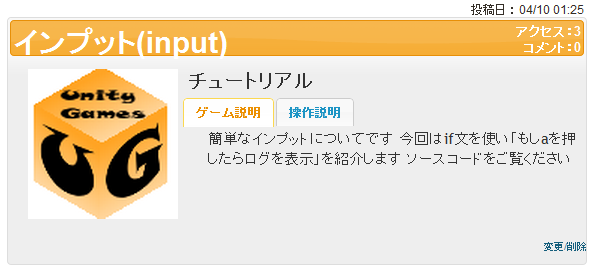 投稿日：04/10 01:25
インプット(input)
アクセス：3
コメント：0
Unity
Games
UG
チュートリアル
ゲーム説明
操作説明
簡単なインプットについてです 今回はif文を使い「もしaを押
したらログを表示」を紹介します ソースコードをご覧ください
変更/削除